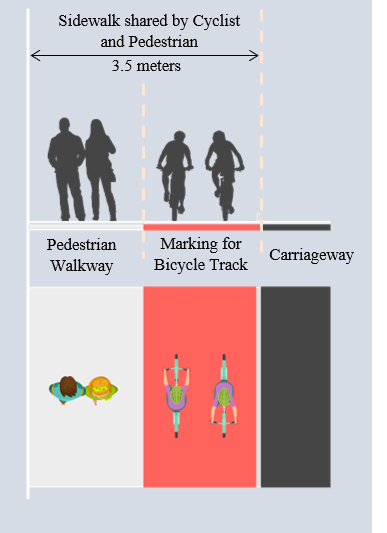 Sidewalk shared by Cyclist
and Pedestrian
3.5 meters
Pedestrian
Walkway
Marking for
Bicycle Track
Carriageway